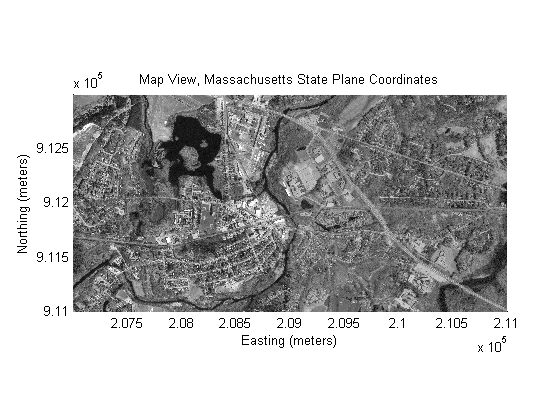 x 10^5
Map View, Massachusetts State Plane Coordinates
9.125
9.12
9.115
9.11
Northing (meters)
2.075 2.08 2.085 2.09 2.095 2.1 2.105 2.11
Easting (meters)
x 10^5